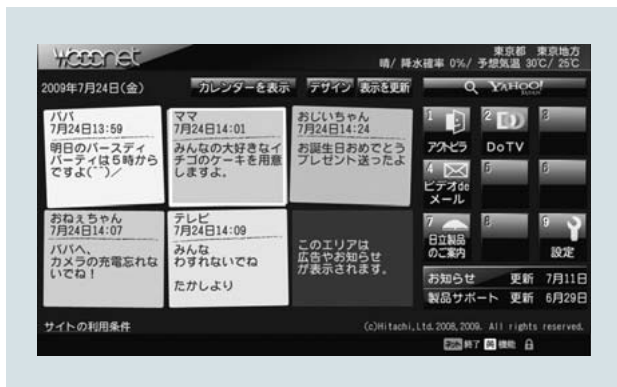 Wooonet
東京都 東京地方
晴/ 降水確率 0%/ 予想気温 30℃/ 25℃
2009年7月24日(金)
カレンダーを表示
デザイン
表示を更新
YAHOO!
JAPAN
パパ
7月24日13:59
明日のバースディ
パーティは5時から
ですよ(^^)/
ママ
7月24日14:01
みんなの大好きなイ
チゴのケーキを用意
しますよ。
おじいちゃん
7月24日14:24
お誕生日おめでとう
プレゼント送ったよ
おねぇちゃん
7月24日14:07
パパへ、
カメラの充電忘れな
いでね!
テレビ
7月24日14:09
みんな
わすれないでね
たかしより
このエリアは
広告やお知らせ
が表示されます。
1
アクトビラ
2
DoTV
3
4
ビデオde
メール
5
6
7
日立製品
のご案内
8
9
設定
お知らせ 更新 7月11日
製品サポート 更新 6月29日
サイトの利用条件
(c)Hitachi,Ltd.2008,2009. All rights reserved.
ネット 終了 英 機能